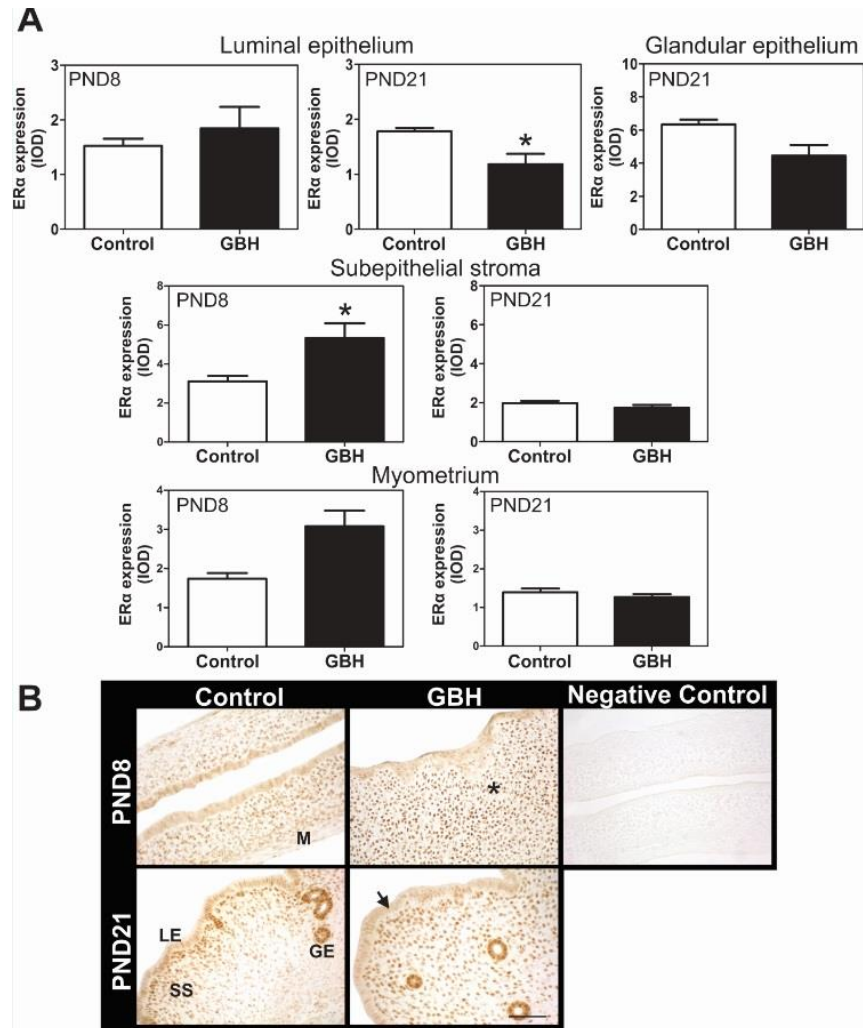 A
Luminal epithelium
Glandular epithelium
PND8
ERα expression
(IOD)
3
2
1
0
Control
GBH
PND21
ERα expression
(IOD)
3
2
1
0
*
Control
GBH
PND21
ERα expression
(IOD)
10
8
6
4
2
0
Control
GBH
Subepithelial stroma
PND8
ERα expression
(IOD)
8
6
4
2
0
*
Control
GBH
PND21
ERα expression
(IOD)
8
6
4
2
0
Control
GBH
Myometrium
PND8
ERα expression
(IOD)
4
3
2
1
0
Control
GBH
PND21
ERα expression
(IOD)
4
3
2
1
0
Control
GBH
B
Control
GBH
Negative Control
PND8
M
*
PND21
LE
SS
GE